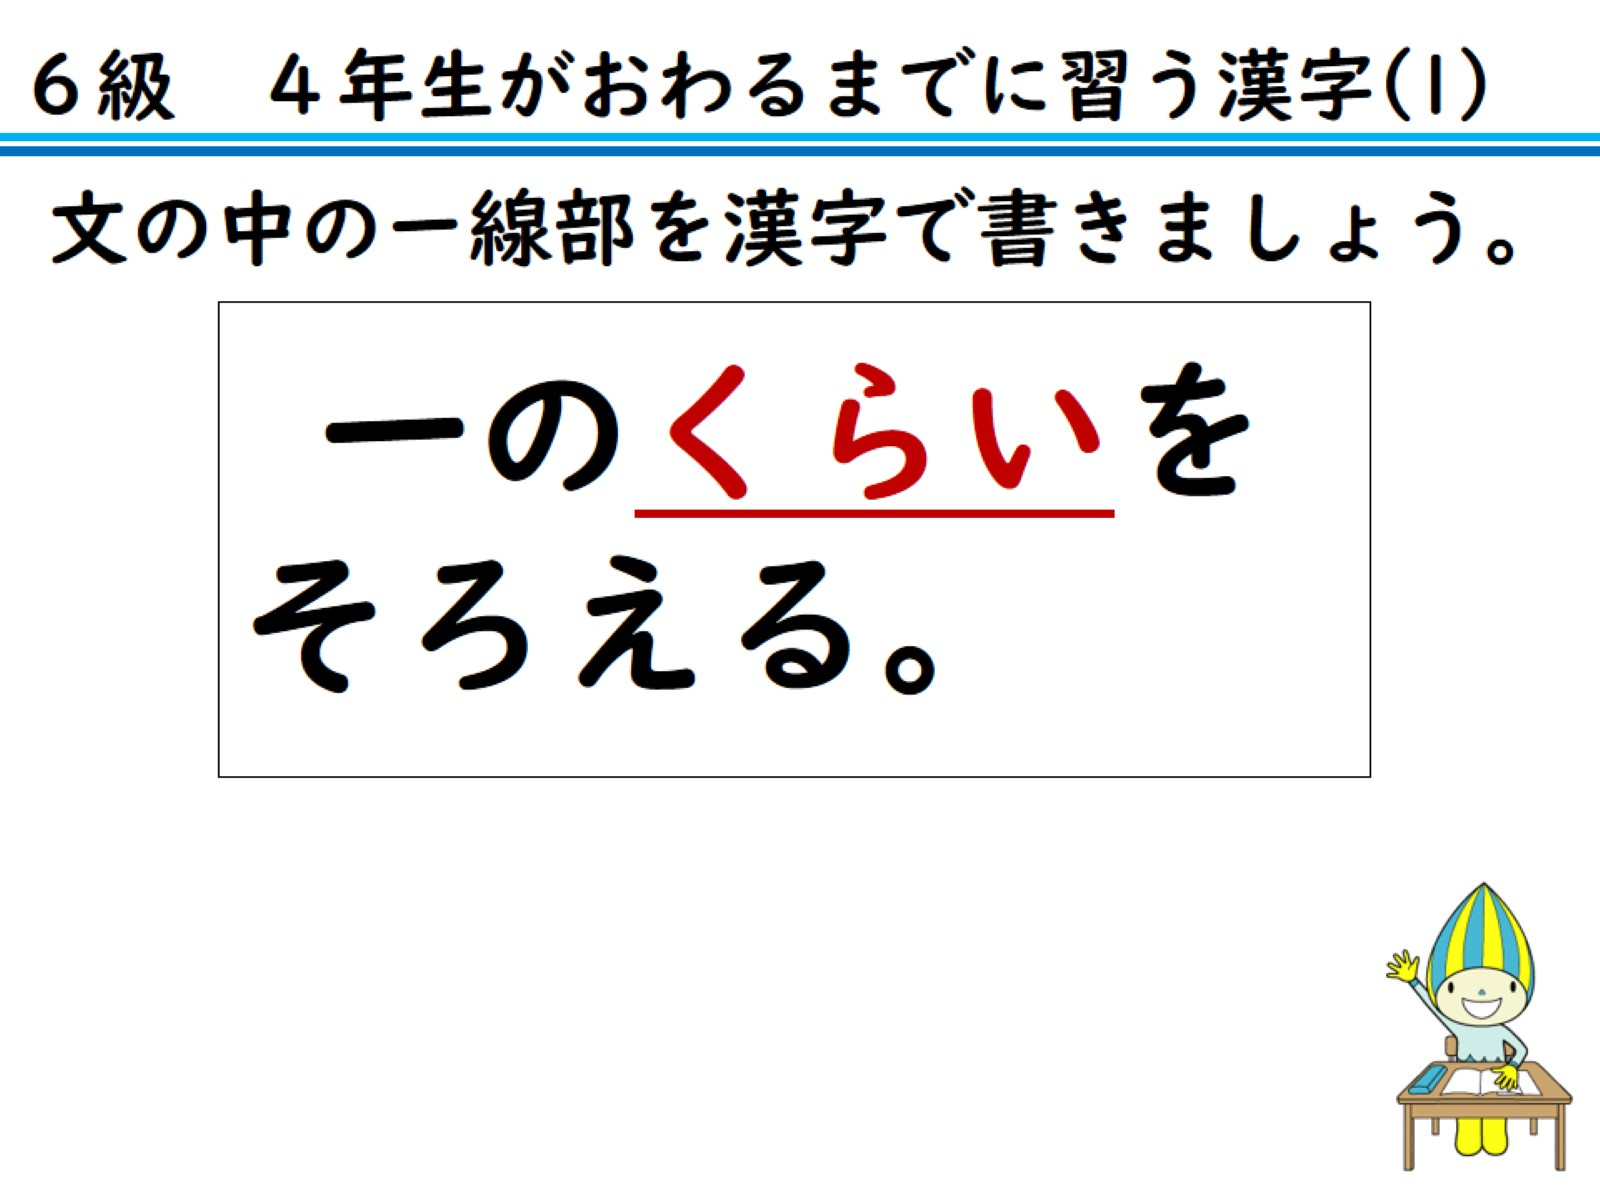 ６級　４年生がおわるまでに習う漢字(1)
文の中の―線部を漢字で書きましょう。
一のくらいを
そろえる。